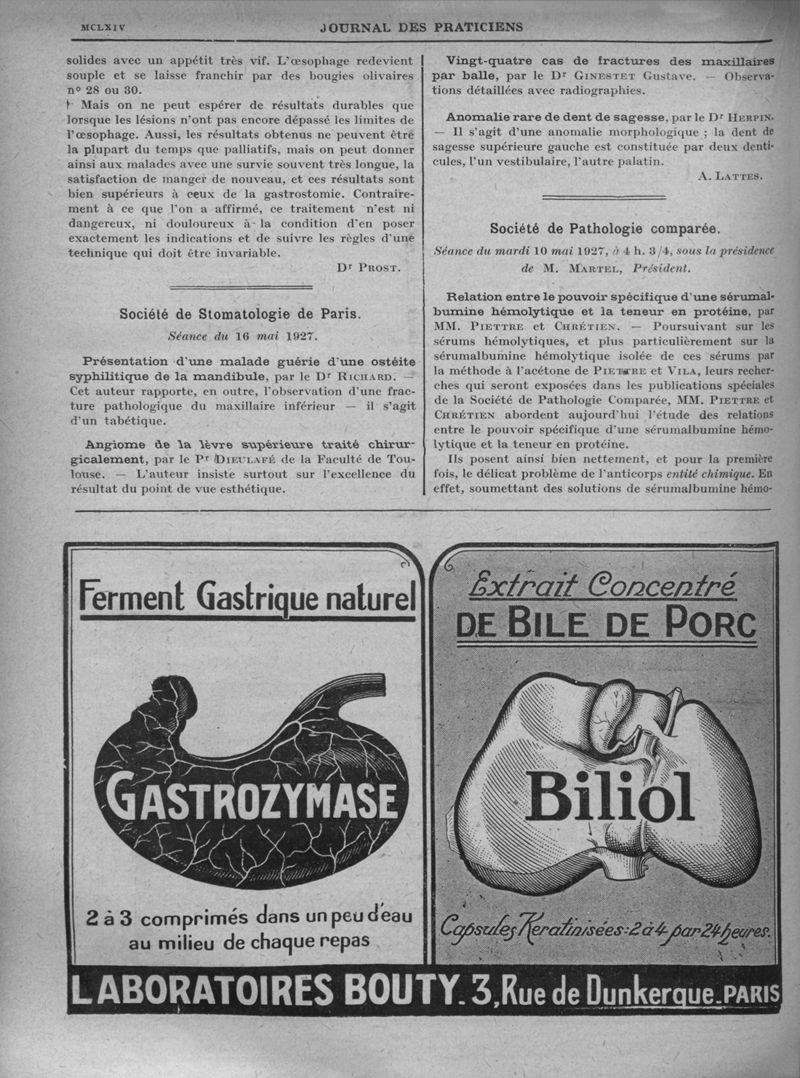 MCLXIV
JOURNAL DES PRATICIENS
solides avec un appétit très vif. L'œsophage redevient
souple et se laisse franchir par des bougies olivaires
nº 28 ou 30.
Mais on ne peut espérer de résultats durables que
lorsque les lésions n'ont pas encore dépassé les limites de
l'œsophage. Aussi, les résultats obtenus ne peuvent être
la plupart du temps que palliatifs, mais on peut donner
ainsi aux malades avec une survie souvent très longue, la
satisfaction de manger de nouveau, et ces résultats sont
bien supérieurs à ceux de la gastrostomie. Contraire-
ment à ce que l'on a affirmé, ce traitement n'est ni
dangereux, ni douloureux à la condition d'en poser
exactement les indications et de suivre les règles d'une
technique qui doit être invariable.
Dr PROST.
Société de Stomatologie de Paris.
Séance du 16 mai 1927.
Présentation d'une malade guérie d'une ostéite
syphilitique de la mandibule, par le Dr RICHARD. —
Cet auteur rapporte, en outre, l'observation d'une frac-
ture pathologique du maxillaire inférieur — il s'agit
d'un tabétique.
Angiome de la lèvre supérieure traité chirur-
gicalement, par le Pr DIEULAFÉ de la Faculté de Tou-
louse. — L'auteur insiste surtout sur l'excellence du
résultat du point de vue esthétique.
Vingt-quatre cas de fractures des maxillaires
par balle, par le Dr GINESTET Gustave. — Observa-
tions détaillées avec radiographies.
Anomalie rare de dent de sagesse, par le Dr HERPIN.
— Il s'agit d'une anomalie morphologique ; la dent de
sagesse supérieure gauche est constituée par deux denti-
cules, l'un vestibulaire, l'autre palatin.
A. LATTES.
Société de Pathologie comparée.
Séance du mardi 10 mai 1927, à 4 h. 3/4, sous la présidence
de M. MARTEL, Président.
Relation entre le pouvoir spécifique d'une sérumal-
bumine hémolytique et la teneur en protéine, par
MM. PIETTRE et CHRÉTIEN. — Poursuivant sur les
sérums hémolytiques, et plus particulièrement sur la
sérumalbumine hémolytique isolée de ces sérums par
la méthode à l'acétone de PIETTRE et VILA, leurs recher-
ches qui seront exposées dans les publications spéciales
de la Société de Pathologie Comparée, MM. PIETTRE et
CHRÉTIEN abordent aujourd'hui l'étude des relations
entre le pouvoir spécifique d'une sérumalbumine hémo-
lytique et la teneur en protéine.
Ils posent ainsi bien nettement, et pour la première
fois, le délicat problème de l'anticorps entité chimique. En
effet, soumettant des solutions de sérumalbumine hémo-
Ferment Gastrique naturel
GASTROZYMASE
2 à 3 comprimés dans un peu d'eau
au milieu de chaque repas
Extrait Concentré
DE BILE DE PORC
Biliol
Capsules Kératinisées: 2 à 4 par 24 heures.
LABORATOIRES BOUTY. 3, Rue de Dunkerque. PARIS